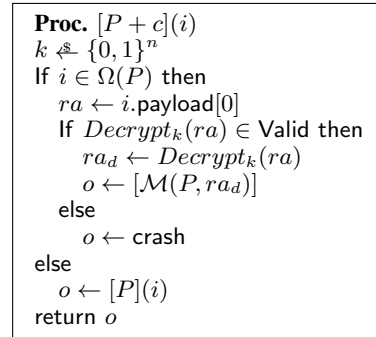 Proc. [P + c](i)
k ←$ {0, 1}^n
If i ∈ Ω(P) then
ra ← i.payload[0]
If Decrypt_k(ra) ∈ Valid then
ra_d ← Decrypt_k(ra)
o ← [M(P, ra_d)]
else
o ← crash
else
o ← [P](i)
return o